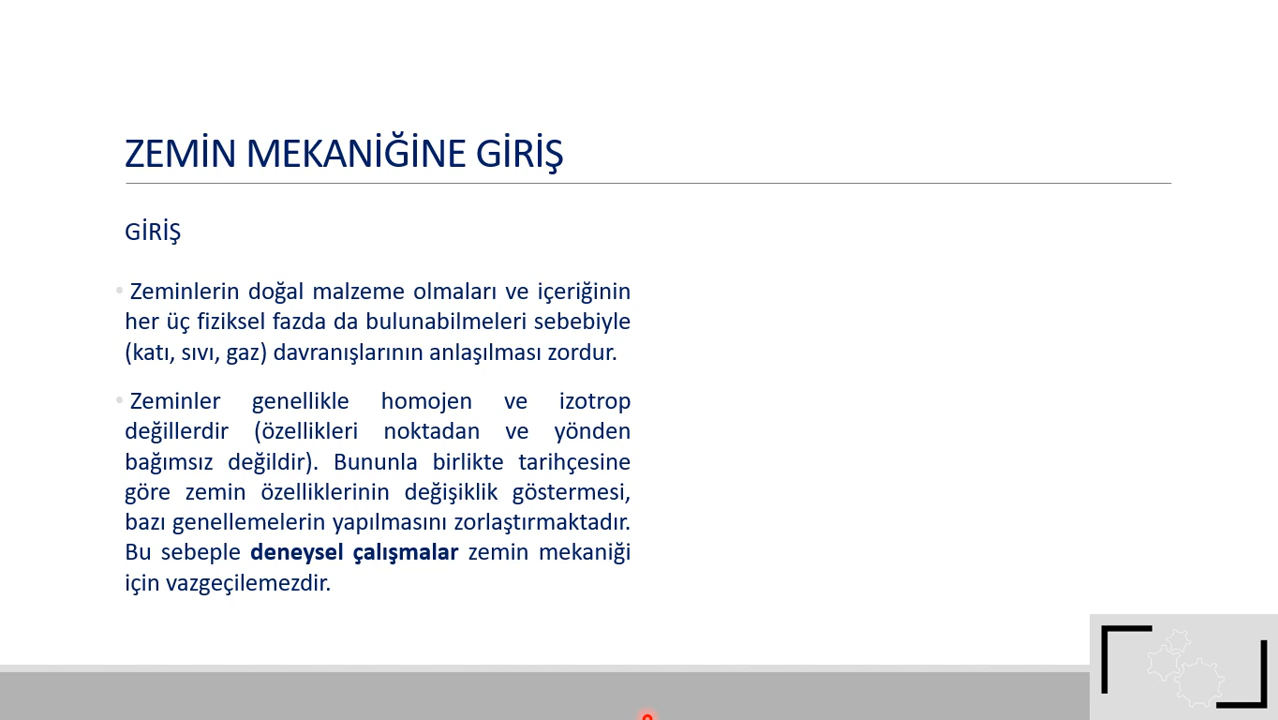 ZEMİN MEKANİĞİNE GİRİŞ
GİRİŞ
• Zeminlerin doğal malzeme olmaları ve içeriğinin
her üç fiziksel fazda da bulunabilmeleri sebebiyle
(katı, sıvı, gaz) davranışlarının anlaşılması zordur.
• Zeminler genellikle homojen ve izotrop
değillerdir (özellikleri noktadan ve yönden
bağımsız değildir). Bununla birlikte tarihçesine
göre zemin özelliklerinin değişiklik göstermesi,
bazı genellemelerin yapılmasını zorlaştırmaktadır.
Bu sebeple deneysel çalışmalar zemin mekaniği
için vazgeçilemezdir.